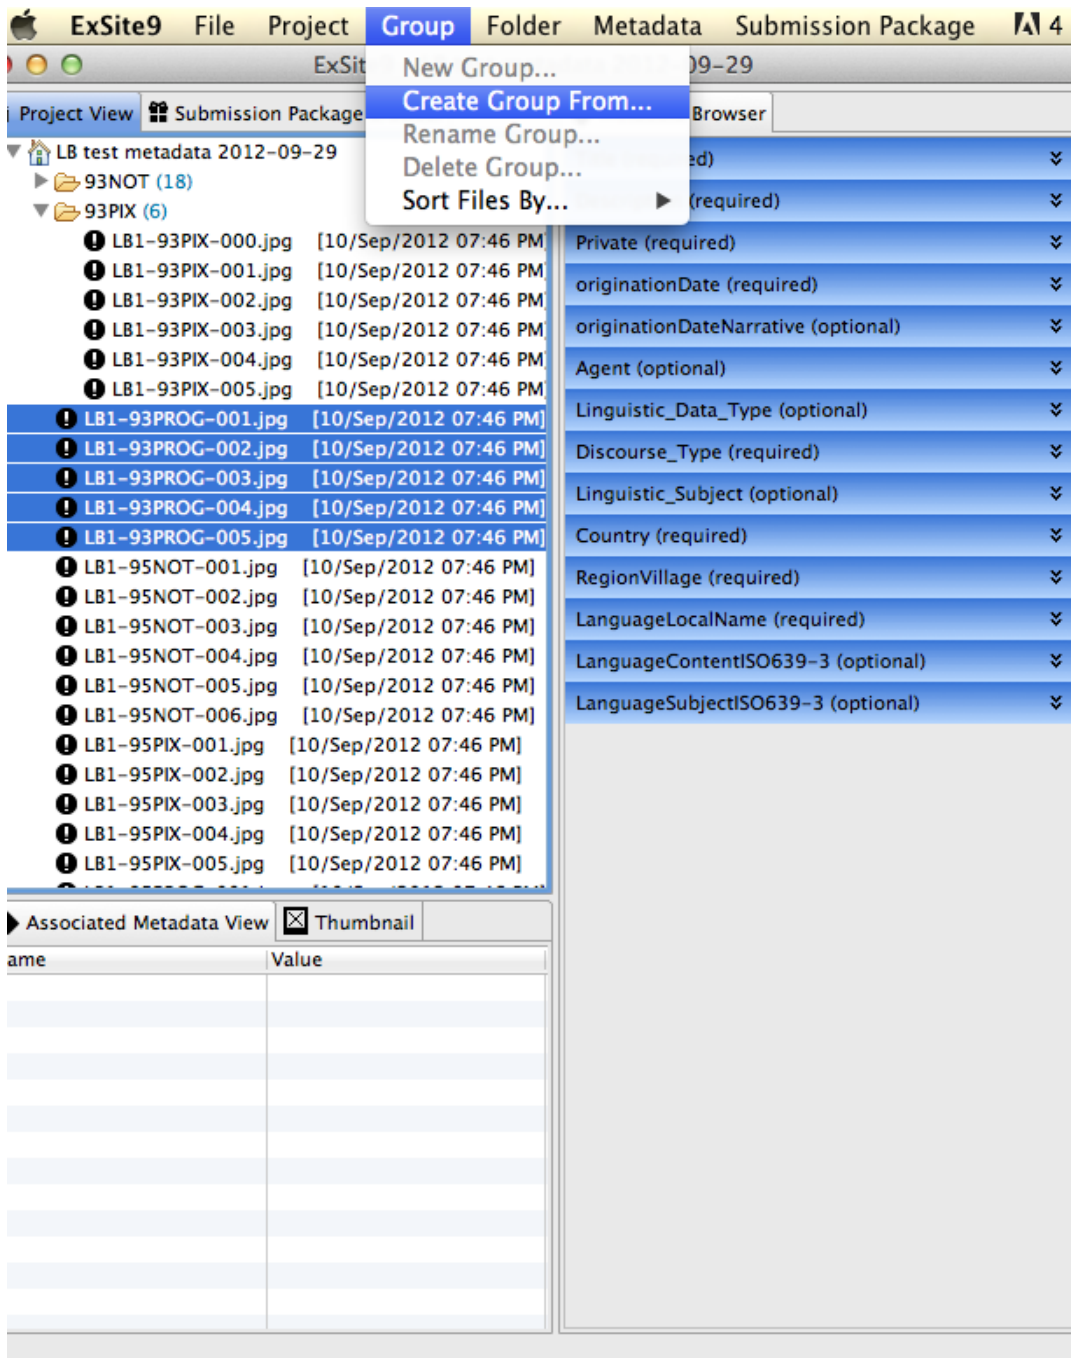 ExSite9 File Project Group Folder Metadata Submission Package 4
ExSit 09-29
New Group...
Create Group From...
Rename Group...
Delete Group...
Sort Files By...
Project View Submission Package Browser
LB test metadata 2012-09-29
93NOT (18)
93PIX (6)
LB1-93PIX-000.jpg [10/Sep/2012 07:46 PM]
LB1-93PIX-001.jpg [10/Sep/2012 07:46 PM]
LB1-93PIX-002.jpg [10/Sep/2012 07:46 PM]
LB1-93PIX-003.jpg [10/Sep/2012 07:46 PM]
LB1-93PIX-004.jpg [10/Sep/2012 07:46 PM]
LB1-93PIX-005.jpg [10/Sep/2012 07:46 PM]
LB1-93PROG-001.jpg [10/Sep/2012 07:46 PM]
LB1-93PROG-002.jpg [10/Sep/2012 07:46 PM]
LB1-93PROG-003.jpg [10/Sep/2012 07:46 PM]
LB1-93PROG-004.jpg [10/Sep/2012 07:46 PM]
LB1-93PROG-005.jpg [10/Sep/2012 07:46 PM]
LB1-95NOT-001.jpg [10/Sep/2012 07:46 PM]
LB1-95NOT-002.jpg [10/Sep/2012 07:46 PM]
LB1-95NOT-003.jpg [10/Sep/2012 07:46 PM]
LB1-95NOT-004.jpg [10/Sep/2012 07:46 PM]
LB1-95NOT-005.jpg [10/Sep/2012 07:46 PM]
LB1-95NOT-006.jpg [10/Sep/2012 07:46 PM]
LB1-95PIX-001.jpg [10/Sep/2012 07:46 PM]
LB1-95PIX-002.jpg [10/Sep/2012 07:46 PM]
LB1-95PIX-003.jpg [10/Sep/2012 07:46 PM]
LB1-95PIX-004.jpg [10/Sep/2012 07:46 PM]
LB1-95PIX-005.jpg [10/Sep/2012 07:46 PM]
ed)
(required)
Private (required)
originationDate (required)
originationDateNarrative (optional)
Agent (optional)
Linguistic_Data_Type (optional)
Discourse_Type (required)
Linguistic_Subject (optional)
Country (required)
RegionVillage (required)
LanguageLocalName (required)
LanguageContentISO639-3 (optional)
LanguageSubjectISO639-3 (optional)
Associated Metadata View Thumbnail
ame Value